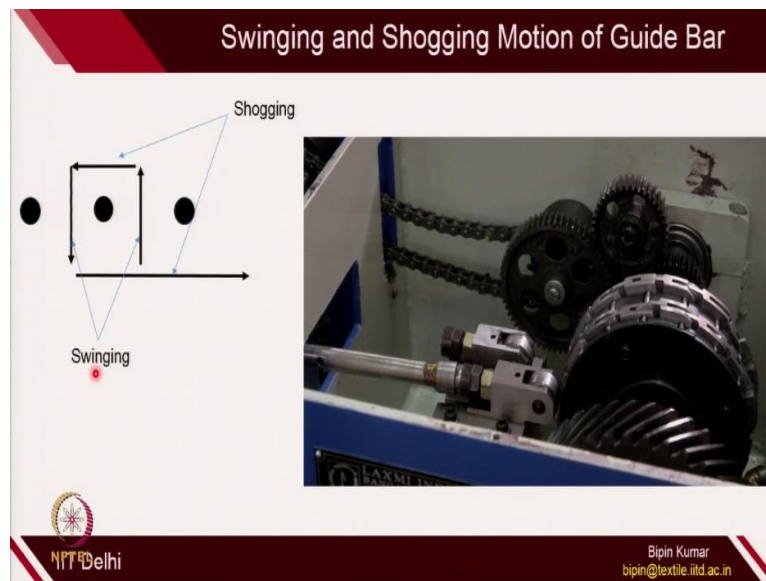 Swinging and Shogging Motion of Guide Bar
Shogging
Swinging
LAXMI
NPTEL
IIT Delhi
Bipin Kumar
bipin@textile.iitd.ac.in